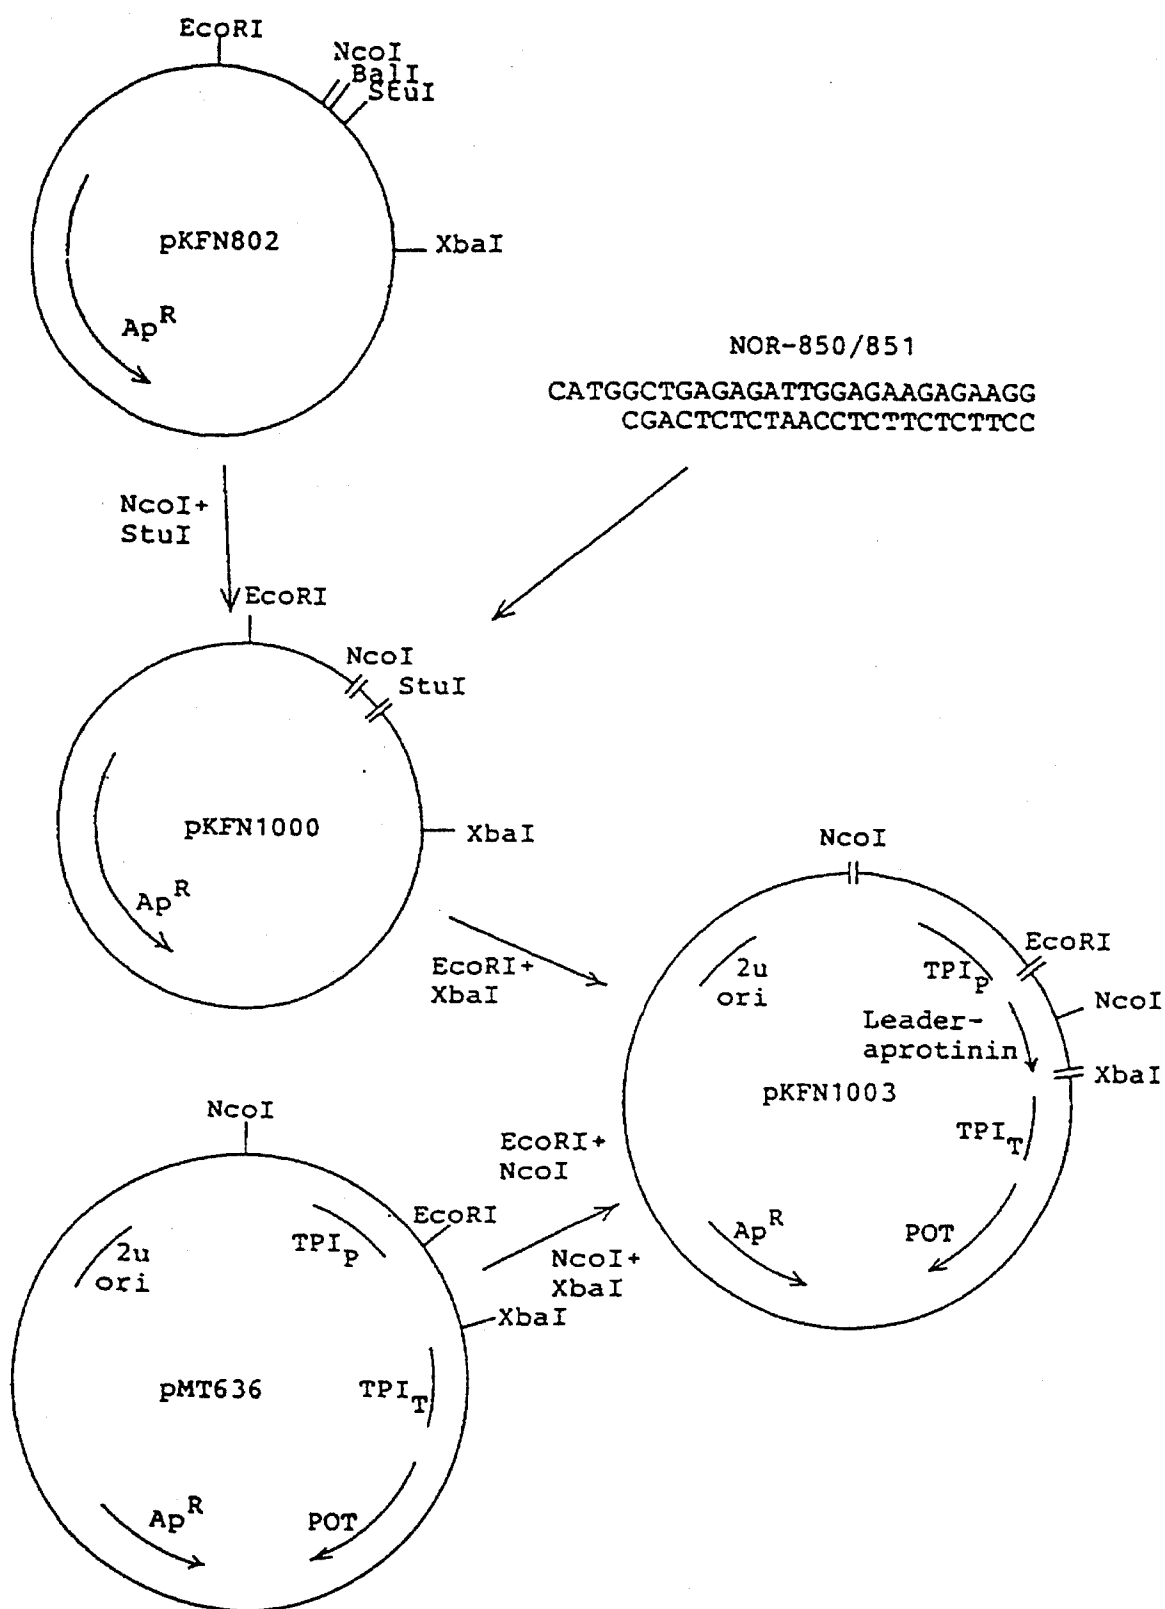 EcoRI
NcoI
BalI
StuI
pKFN802
XbaI
Ap^R
NOR-850/851
CATGGCTGAGAGATTGGAGAAGAGAAGG
CGACTCTCTAACCTCTTCTCTTCC
NcoI+
StuI
EcoRI
NcoI
StuI
pKFN1000
XbaI
Ap^R
EcoRI+
XbaI
NcoI
EcoRI
2u
ori
TPI_P
NcoI
Leader-
aprotinin
XbaI
pKFN1003
TPI_T
Ap^R
POT
NcoI
EcoRI+
NcoI
NcoI+
XbaI
EcoRI
2u
ori
TPI_P
XbaI
pMT636
TPI_T
Ap^R
POT